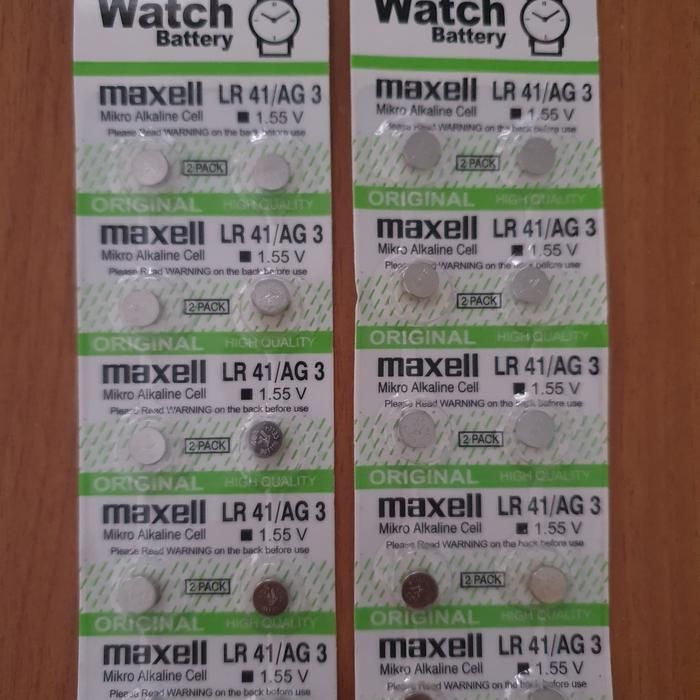 Watch
Battery
maxell LR 41/AG 3
Mikro Alkaline Cell ■ 1.55 V
Please Read WARNING on the back before use
2 PACK
ORIGINAL HIGH QUALITY
maxell LR 41/AG 3
Mikro Alkaline Cell ■ 1.55 V
Please Read WARNING on the back before use
2 PACK
ORIGINAL HIGH QUALITY
maxell LR 41/AG 3
Mikro Alkaline Cell ■ 1.55 V
Please Read WARNING on the back before use
2 PACK
ORIGINAL HIGH QUALITY
maxell LR 41/AG 3
Mikro Alkaline Cell ■ 1.55 V
Please Read WARNING on the back before use
2 PACK
ORIGINAL HIGH QUALITY
maxell LR 41/AG 3
Mikro Alkaline Cell ■ 1.55 V
Please Read WARNING on the back before use
Watch
Battery
maxell LR 41/AG 3
Mikro Alkaline Cell ■ 1.55 V
Please Read WARNING on the back before use
2 PACK
ORIGINAL HIGH QUALITY
maxell LR 41/AG 3
Mikro Alkaline Cell ■ 1.55 V
Please Read WARNING on the back before use
2 PACK
ORIGINAL HIGH QUALITY
maxell LR 41/AG 3
Mikro Alkaline Cell ■ 1.55 V
Please Read WARNING on the back before use
2 PACK
ORIGINAL HIGH QUALITY
maxell LR 41/AG 3
Mikro Alkaline Cell ■ 1.55 V
Please Read WARNING on the back before use
2 PACK
ORIGINAL HIGH QUALITY
maxell LR 41/AG 3
Mikro Alkaline Cell ■ 1.55 V
Please Read WARNING on the back before use